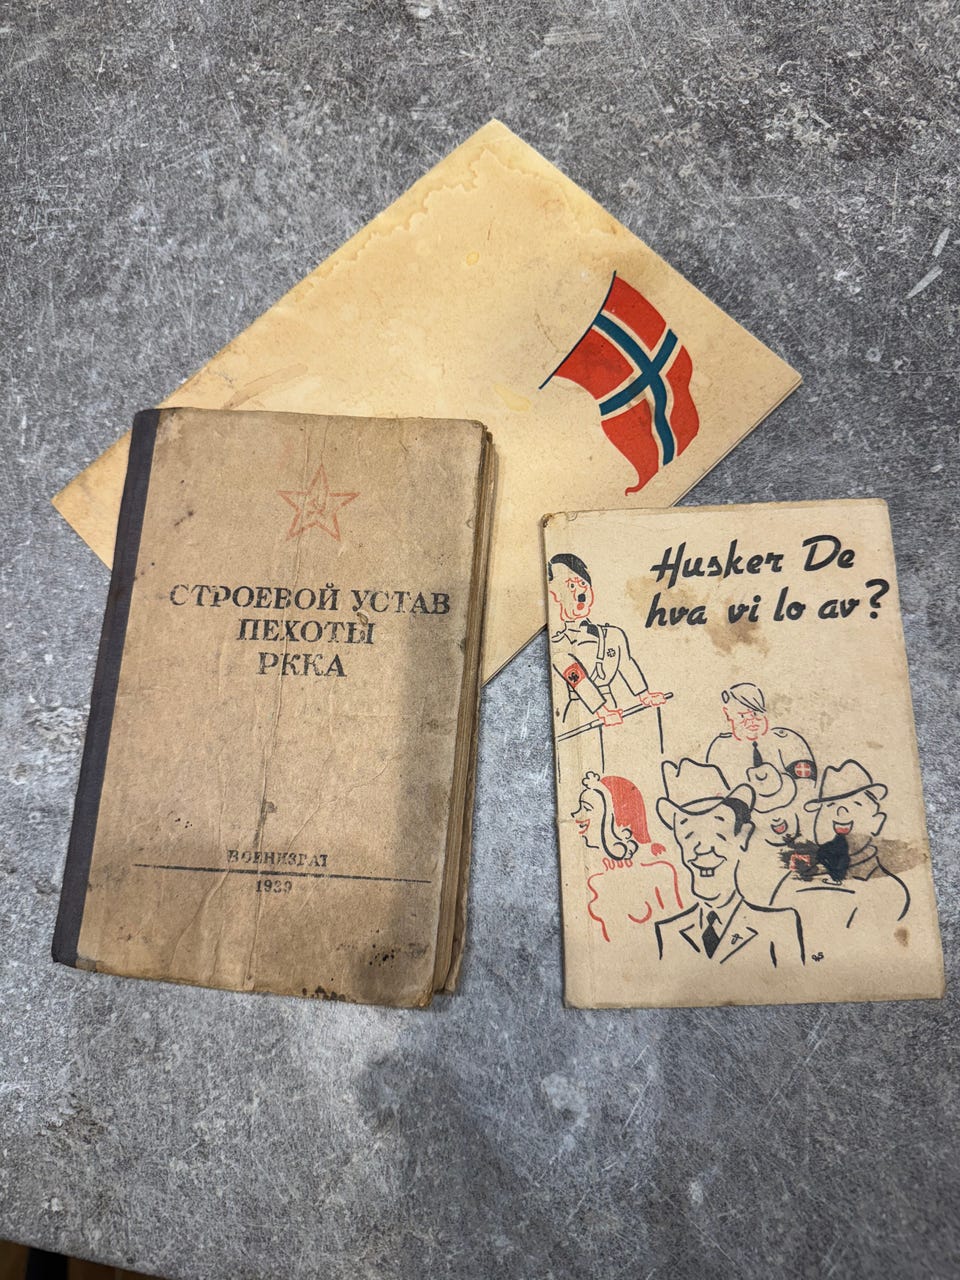 СТРОЕВОЙ УСТАВ
ПЕХОТЫ
РККА
ВОЕНИЗДАТ
1939
Husker De
hva vi lo av?